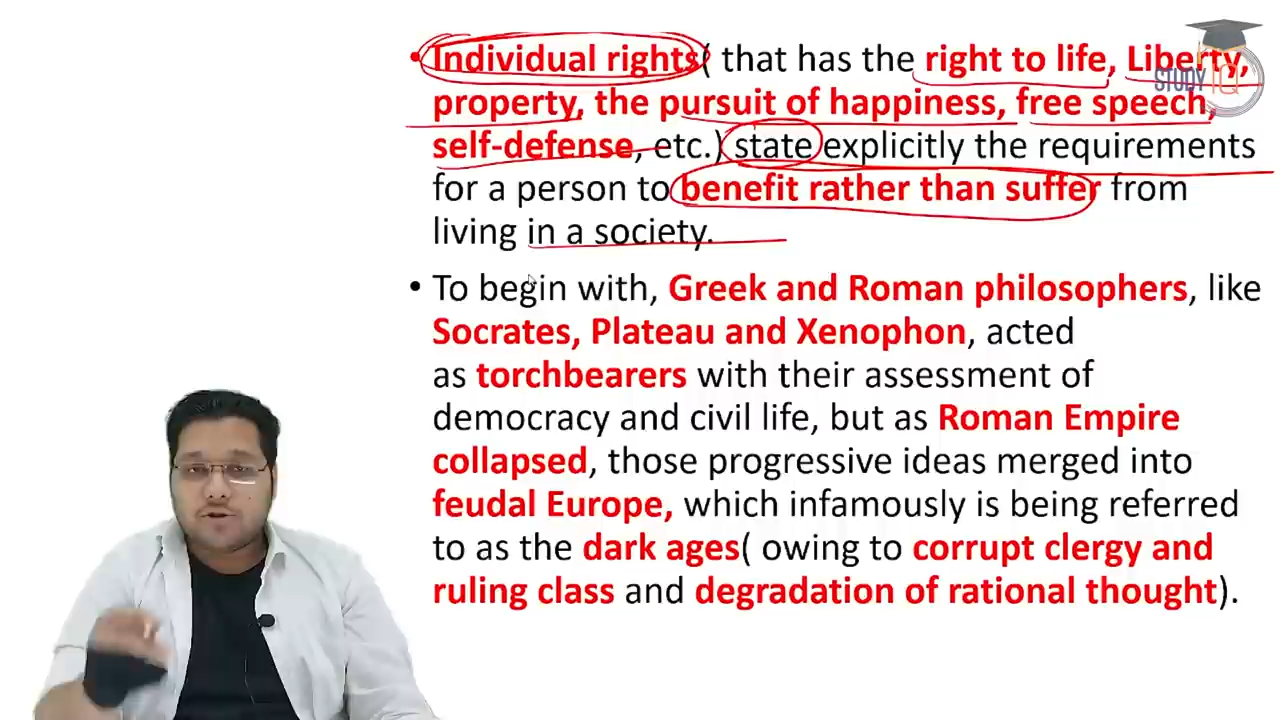 • Individual rights( that has the right to life, Liberty,
property, the pursuit of happiness, free speech,
self-defense, etc.) state explicitly the requirements
for a person to benefit rather than suffer from
living in a society.
• To begin with, Greek and Roman philosophers, like
Socrates, Plateau and Xenophon, acted
as torchbearers with their assessment of
democracy and civil life, but as Roman Empire
collapsed, those progressive ideas merged into
feudal Europe, which infamously is being referred
to as the dark ages( owing to corrupt clergy and
ruling class and degradation of rational thought).
STUDY